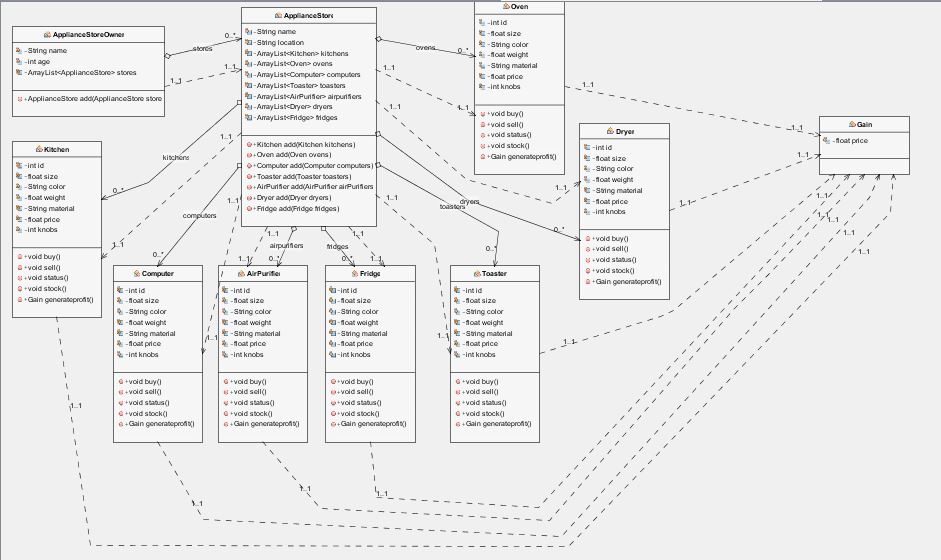 ApplianceStoreOwner
-String name
-int age
-ArrayList<ApplianceStore> stores
+ApplianceStore add(ApplianceStore store
stores
0..*
1..1
1..1
ApplianceStore
-String name
-String location
-ArrayList<Kitchen> kitchens
-ArrayList<Oven> ovens
-ArrayList<Computer> computers
-ArrayList<Toaster> toasters
-ArrayList<AirPurifier> airpurifiers
-ArrayList<Dryer> dryers
-ArrayList<Fridge> fridges
+Kitchen add(Kitchen kitchens)
+Oven add(Oven ovens)
+Computer add(Computer computers)
+Toaster add(Toaster toasters)
+AirPurifier add(AirPurifier airPurifiers
+Dryer add(Dryer dryers)
+Fridge add(Fridge fridges)
ovens
0..*
1..1
1..1
1..1
Oven
-int id
-float size
-String color
-float weight
-String material
-float price
-int knobs
+void buy()
+void sell()
+void status()
+void stock()
+Gain generateprofit()
1..1
1..1
Dryer
-int id
-float size
-String color
-float weight
-String material
-float price
-int knobs
+void buy()
+void sell()
+void status()
+void stock()
+Gain generateprofit()
1..1
1..1
Gain
-float price
1..1
1..1
1..1
Kitchen
-int id
-float size
-String color
-float weight
-String material
-float price
-int knobs
+void buy()
+void sell()
+void status()
+void stock()
+Gain generateprofit()
kitchens
0..*
1..1
1..1
computers
0..*
1..1
1..1
airpurifiers
0..*
1..1
1..1
fridges
0..*
1..1
1..1
dryers
toasters
0..*
0..*
1..1
1..1
1..1
Computer
-int id
-float size
-String color
-float weight
-String material
-float price
-int knobs
+void buy()
+void sell()
+void status()
+void stock()
+Gain generateprofit()
AirPurifier
-int id
-float size
-String color
-float weight
-String material
-float price
-int knobs
+void buy()
+void sell()
+void status()
+void stock()
+Gain generateprofit()
Fridge
-int id
-float size
-String color
-float weight
-String material
-float price
-int knobs
+void buy()
+void sell()
+void status()
+void stock()
+Gain generateprofit()
Toaster
-int id
-float size
-String color
-float weight
-String material
-float price
-int knobs
+void buy()
+void sell()
+void status()
+void stock()
+Gain generateprofit()
1..1
1..1
1..1
1..1
1..1